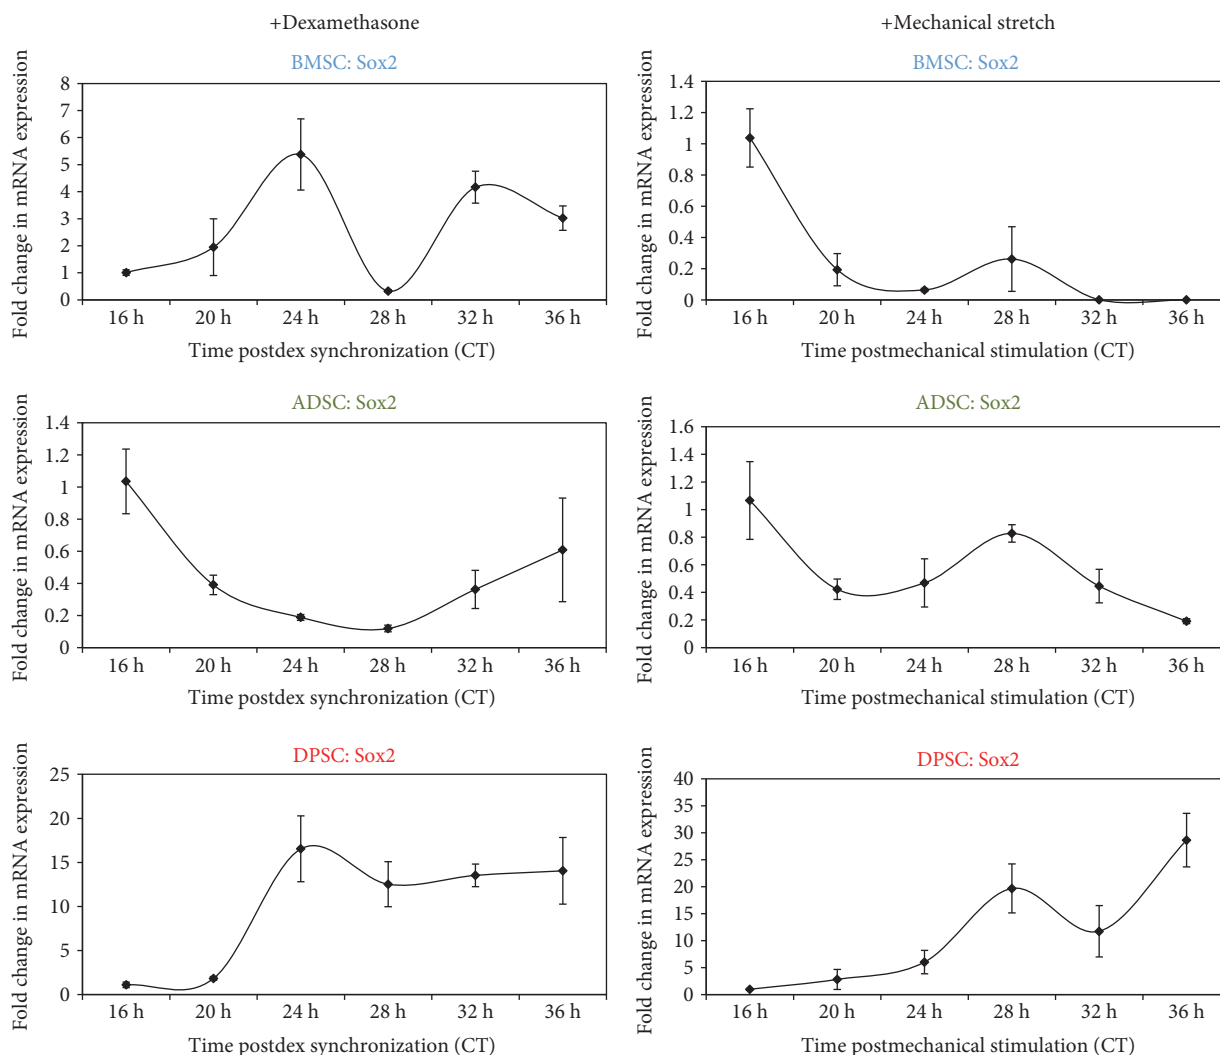 +Dexamethasone
BMSC: Sox2
Fold change in mRNA expression
8
7
6
5
4
3
2
1
0
16 h 20 h 24 h 28 h 32 h 36 h
Time postdex synchronization (CT)
+Mechanical stretch
BMSC: Sox2
Fold change in mRNA expression
1.4
1.2
1
0.8
0.6
0.4
0.2
0
16 h 20 h 24 h 28 h 32 h 36 h
Time postmechanical stimulation (CT)
ADSC: Sox2
Fold change in mRNA expression
1.4
1.2
1
0.8
0.6
0.4
0.2
0
16 h 20 h 24 h 28 h 32 h 36 h
Time postdex synchronization (CT)
ADSC: Sox2
Fold change in mRNA expression
1.6
1.4
1.2
1
0.8
0.6
0.4
0.2
0
16 h 20 h 24 h 28 h 32 h 36 h
Time postmechanical stimulation (CT)
DPSC: Sox2
Fold change in mRNA expression
25
20
15
10
5
0
16 h 20 h 24 h 28 h 32 h 36 h
Time postdex synchronization (CT)
DPSC: Sox2
Fold change in mRNA expression
40
35
30
25
20
15
10
5
0
16 h 20 h 24 h 28 h 32 h 36 h
Time postmechanical stimulation (CT)